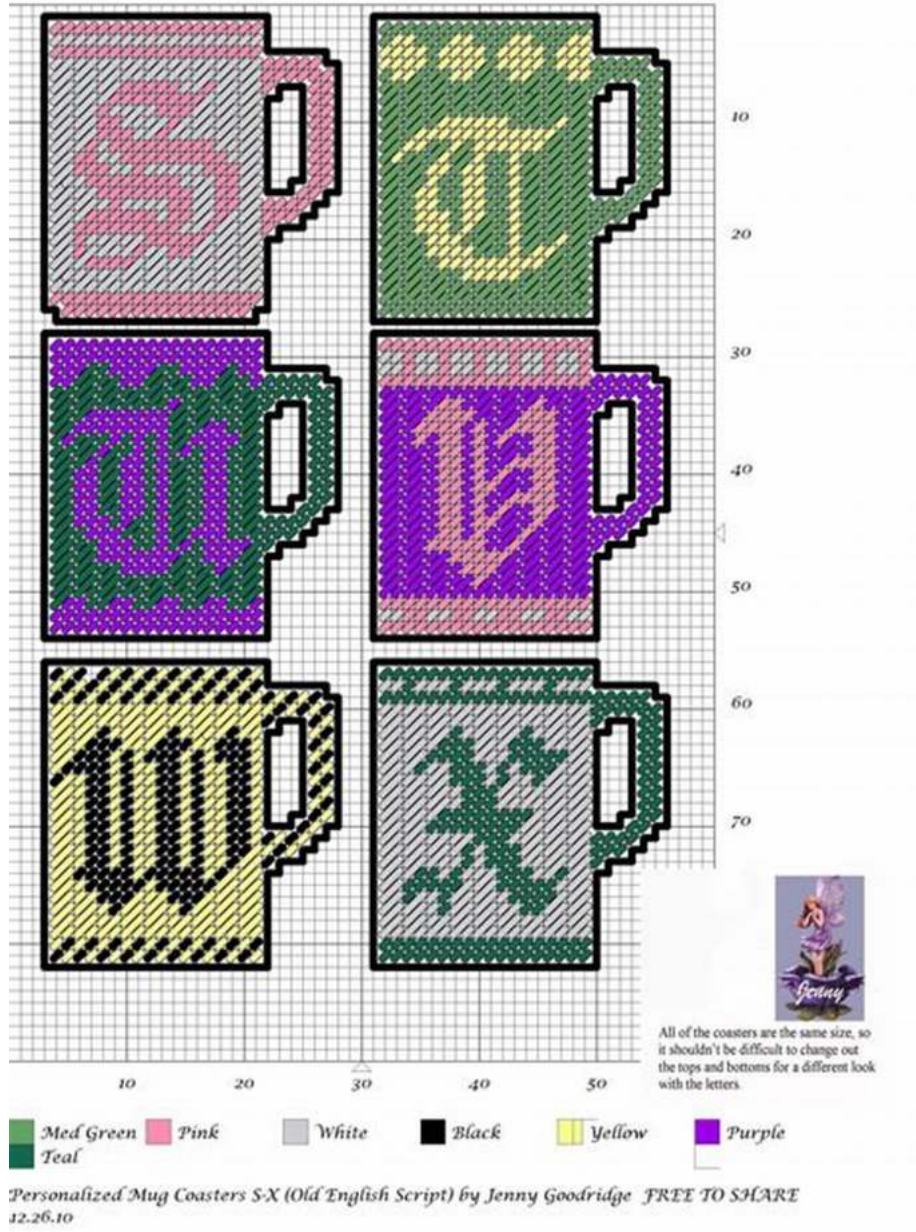 S
T
10
20
U
V
30
40
50
W
X
60
70
Jenny
All of the coasters are the same size, so
it shouldn't be difficult to change out
the tops and bottoms for a different look
with the letters.
10 20 30 40 50
Med Green Pink White Black Yellow Purple
Teal
Personalized Mug Coasters S-X (Old English Script) by Jenny Goodridge FREE TO SHARE
12.26.10